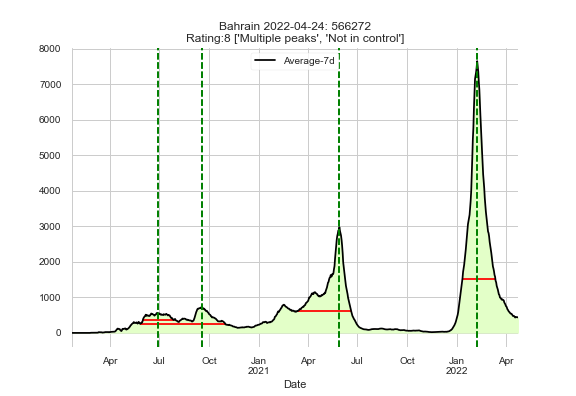 Bahrain 2022-04-24: 566272
Rating:8 ['Multiple peaks', 'Not in control']
Average-7d
8000
7000
6000
5000
4000
3000
2000
1000
0
Apr Jul Oct Jan Apr Jul Oct Jan Apr
2021 2022
Date